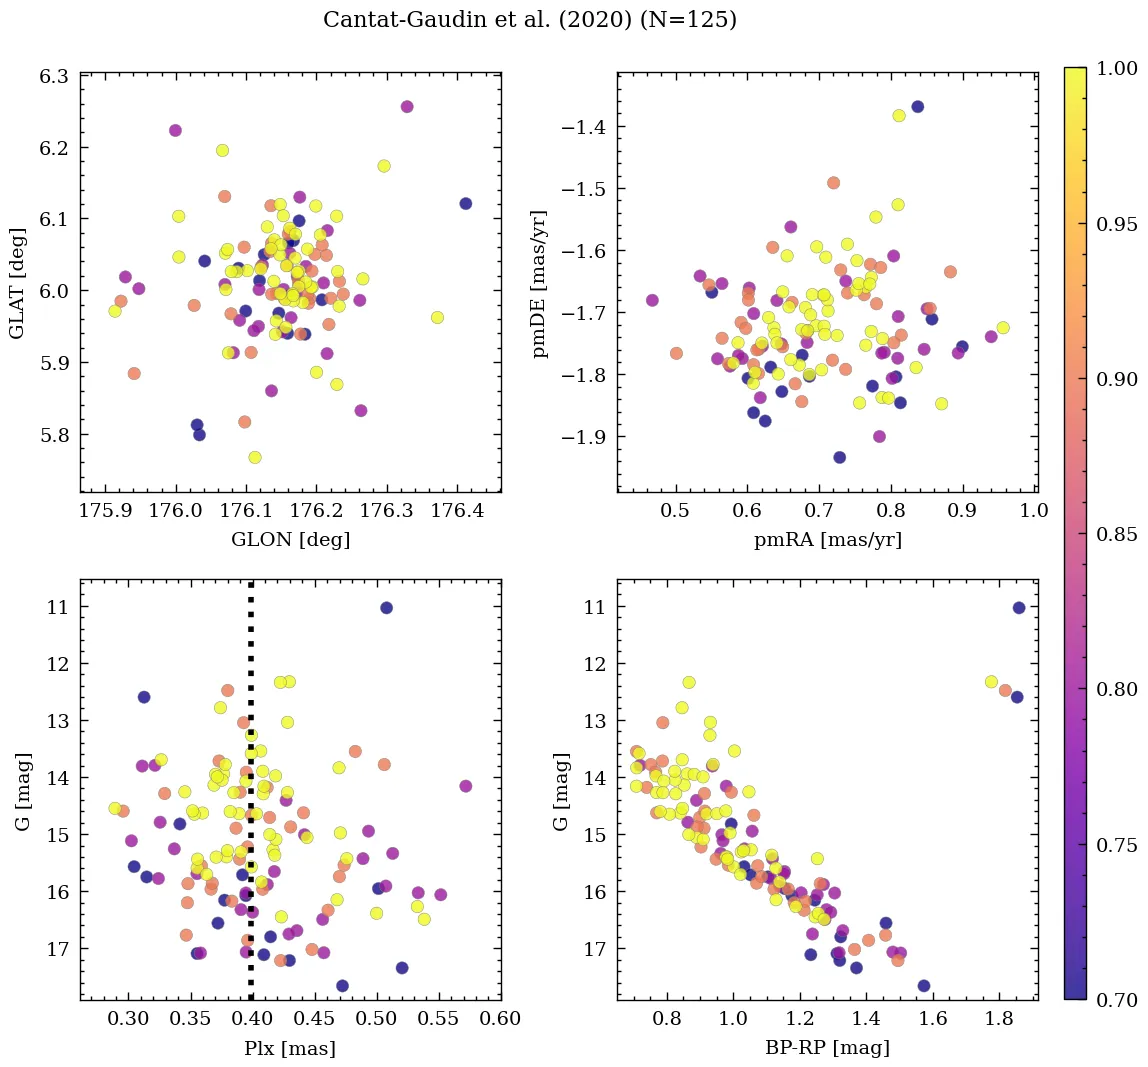 Cantat-Gaudin et al. (2020) (N=125)
6.3
6.2
6.1
6.0
5.9
5.8
GLAT [deg]
175.9 176.0 176.1 176.2 176.3 176.4
GLON [deg]
−1.4
−1.5
−1.6
−1.7
−1.8
−1.9
pmDE [mas/yr]
0.5 0.6 0.7 0.8 0.9 1.0
pmRA [mas/yr]
11
12
13
14
15
16
17
G [mag]
0.30 0.35 0.40 0.45 0.50 0.55 0.60
Plx [mas]
11
12
13
14
15
16
17
G [mag]
0.8 1.0 1.2 1.4 1.6 1.8
BP-RP [mag]
1.00
0.95
0.90
0.85
0.80
0.75
0.70